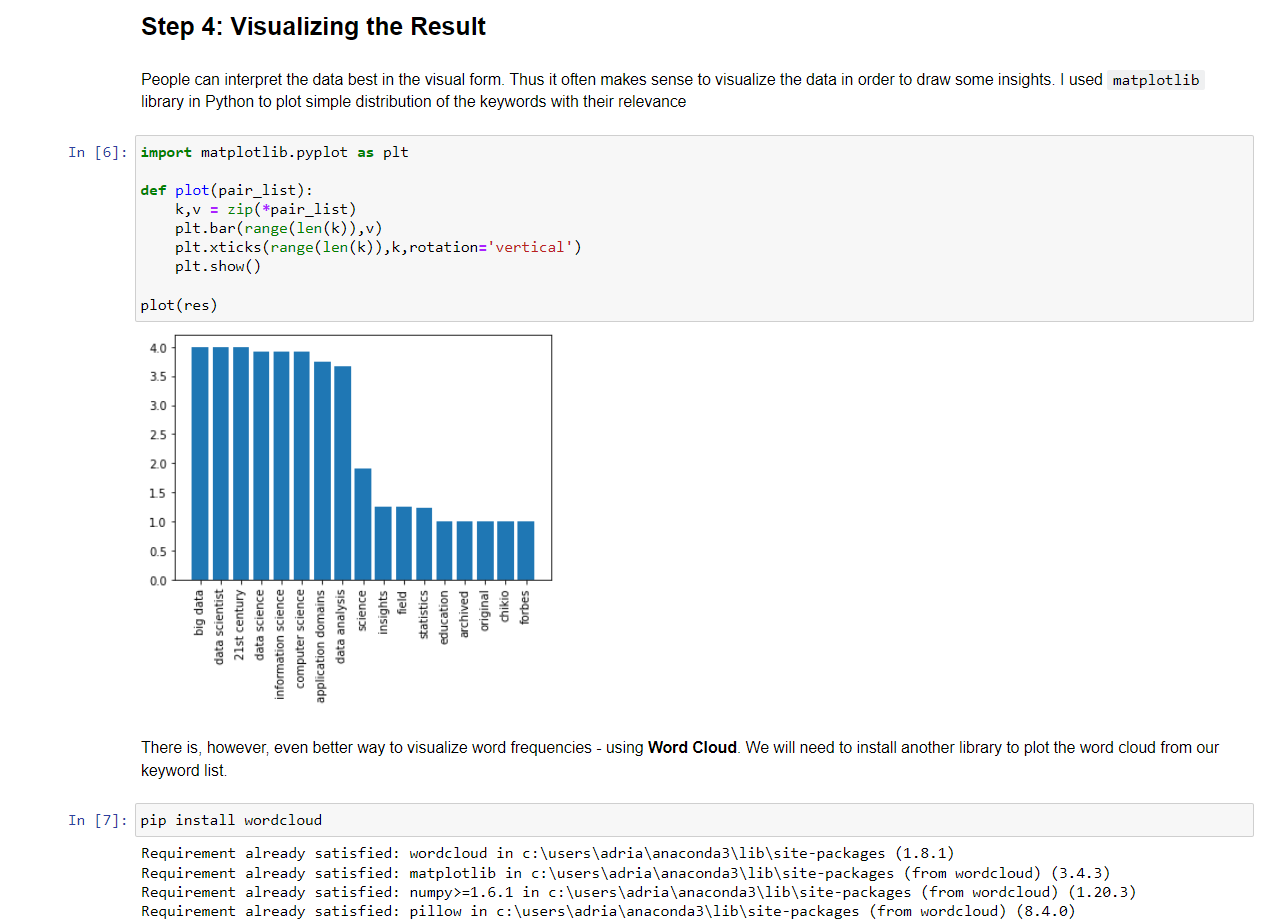 Step 4: Visualizing the Result
People can interpret the data best in the visual form. Thus it often makes sense to visualize the data in order to draw some insights. I used matplotlib
library in Python to plot simple distribution of the keywords with their relevance
In [6]:
import matplotlib.pyplot as plt
def plot(pair_list):
    k,v = zip(*pair_list)
    plt.bar(range(len(k)),v)
    plt.xticks(range(len(k)),k,rotation='vertical')
    plt.show()
plot(res)
4.0
3.5
3.0
2.5
2.0
1.5
1.0
0.5
0.0
big data
data scientist
21st century
data science
information science
computer science
application domains
data analysis
science
insights
field
statistics
education
archived
original
chikio
forbes
There is, however, even better way to visualize word frequencies - using Word Cloud. We will need to install another library to plot the word cloud from our
keyword list.
In [7]:
pip install wordcloud
Requirement already satisfied: wordcloud in c:\users\adria\anaconda3\lib\site-packages (1.8.1)
Requirement already satisfied: matplotlib in c:\users\adria\anaconda3\lib\site-packages (from wordcloud) (3.4.3)
Requirement already satisfied: numpy>=1.6.1 in c:\users\adria\anaconda3\lib\site-packages (from wordcloud) (1.20.3)
Requirement already satisfied: pillow in c:\users\adria\anaconda3\lib\site-packages (from wordcloud) (8.4.0)